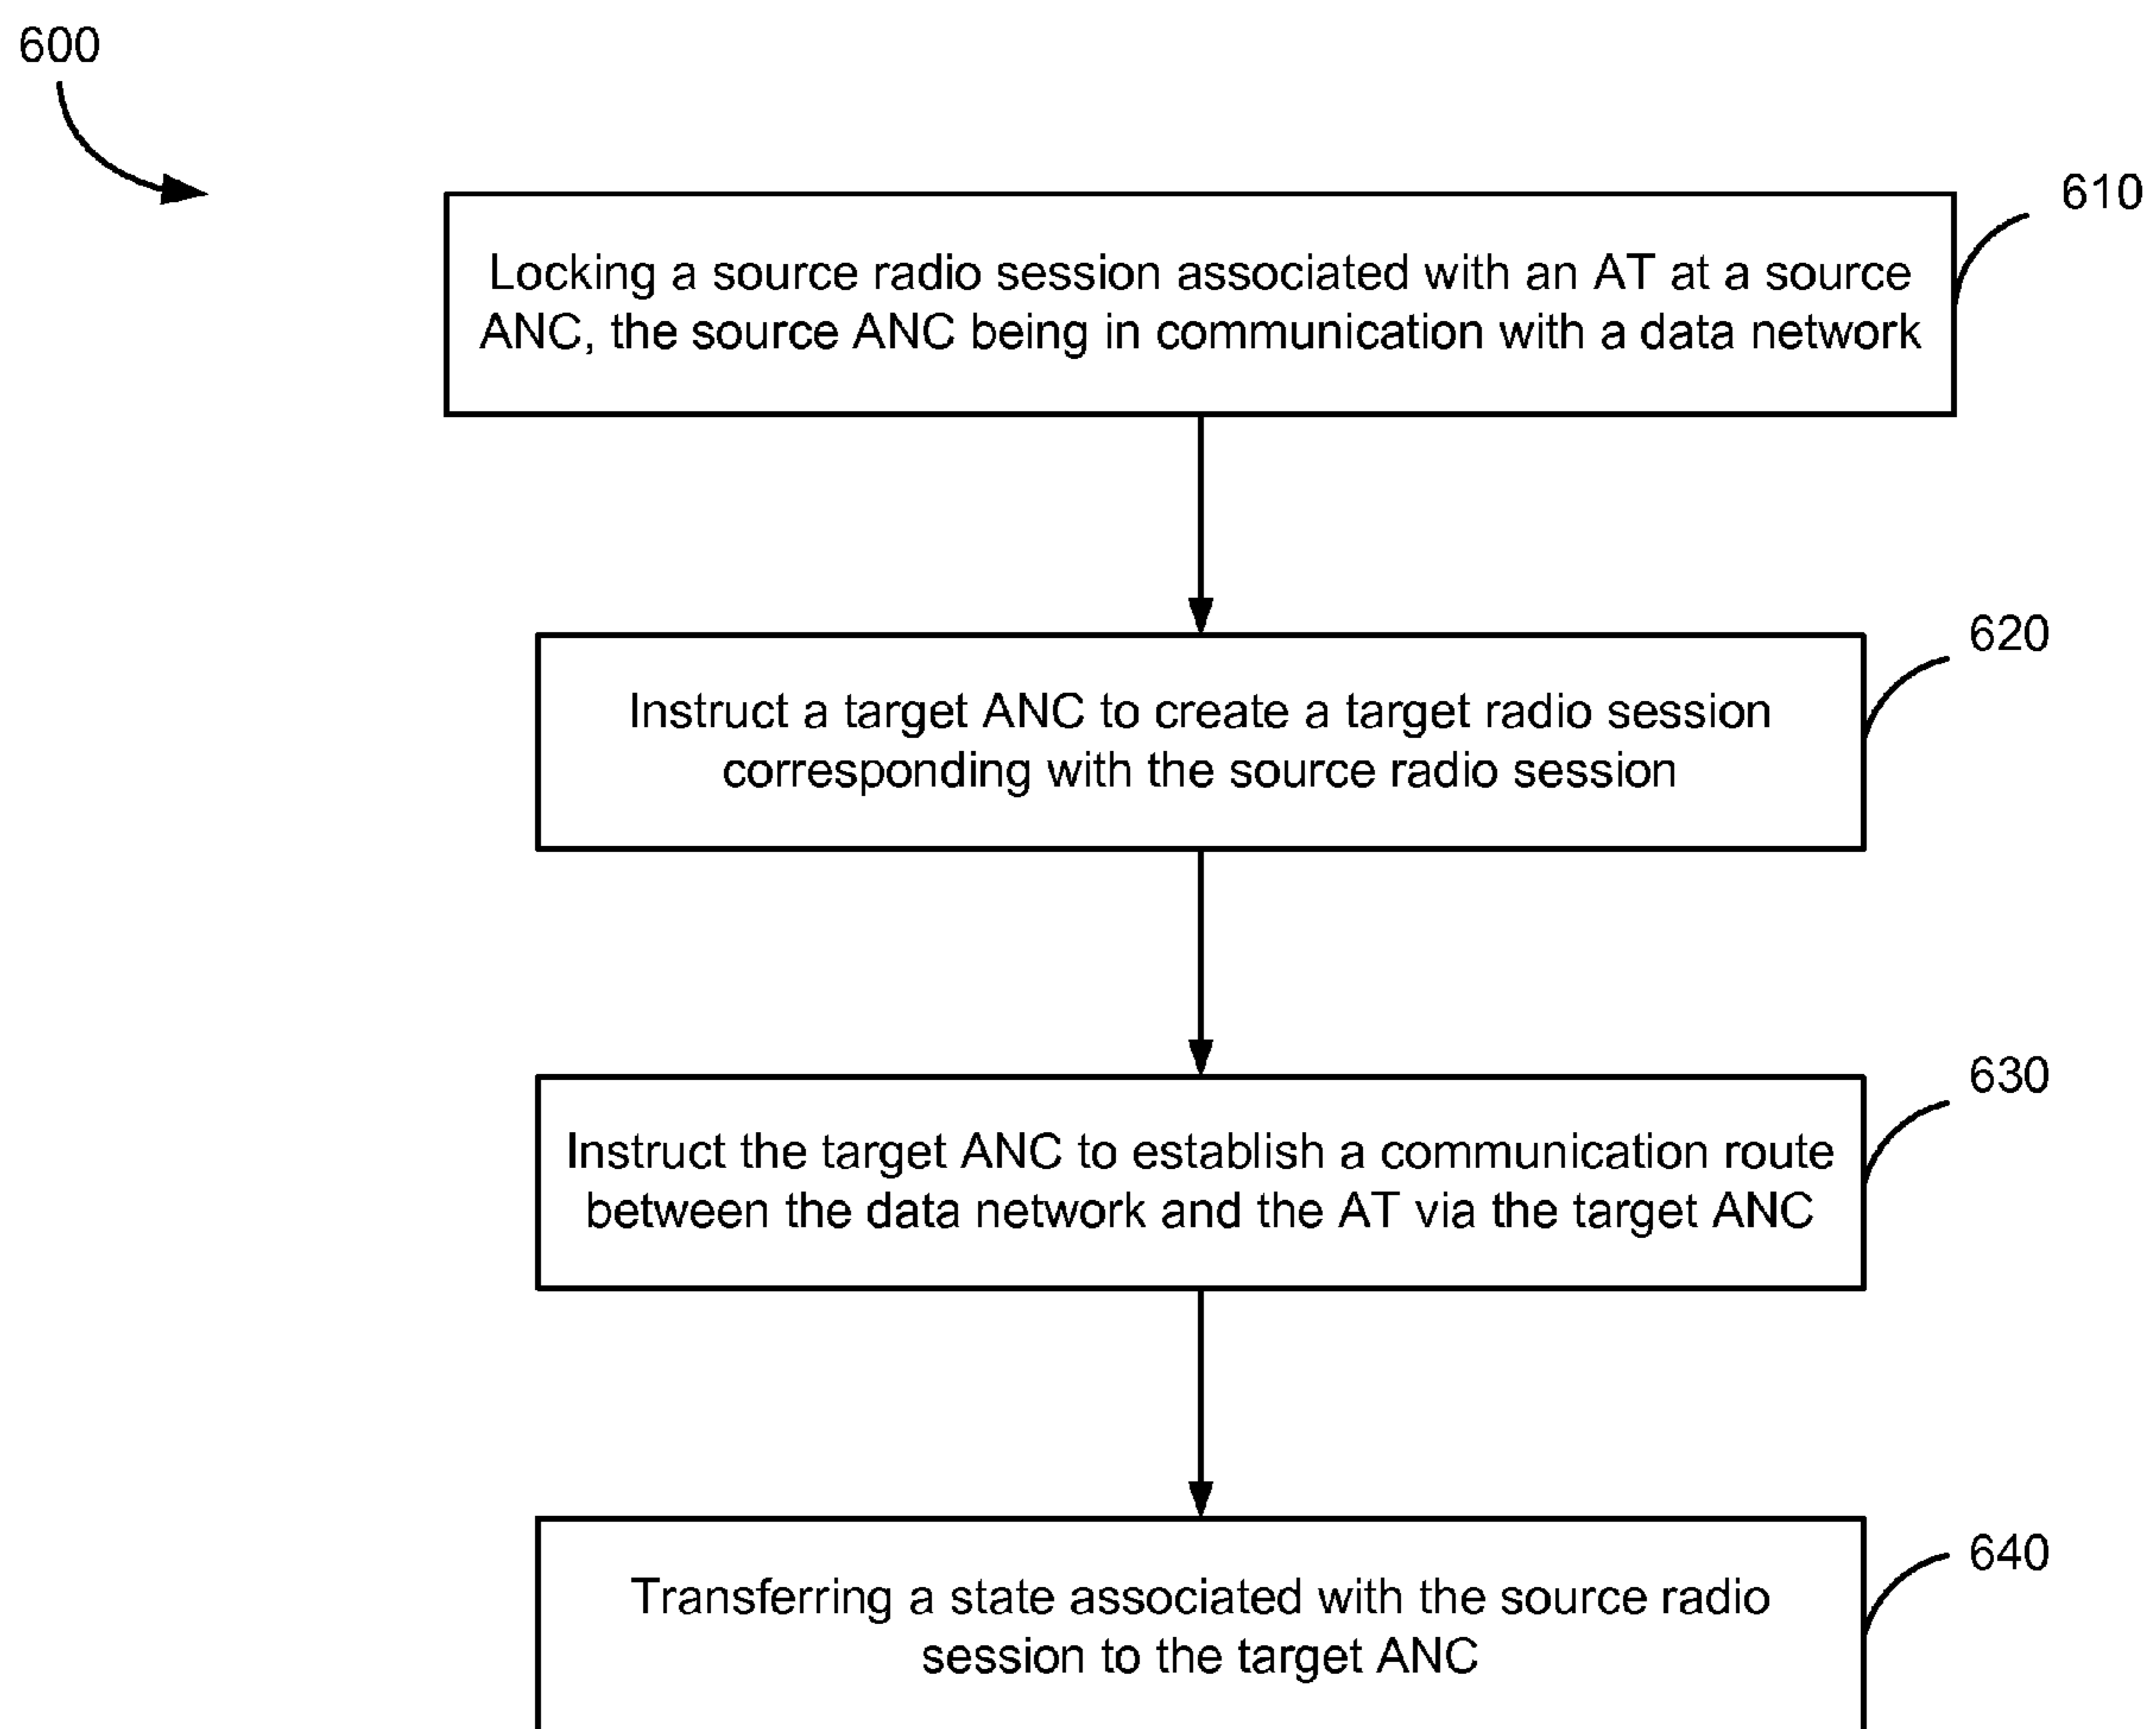 600
610
Locking a source radio session associated with an AT at a source
ANC, the source ANC being in communication with a data network
620
Instruct a target ANC to create a target radio session
corresponding with the source radio session
630
Instruct the target ANC to establish a communication route
between the data network and the AT via the target ANC
640
Transferring a state associated with the source radio
session to the target ANC